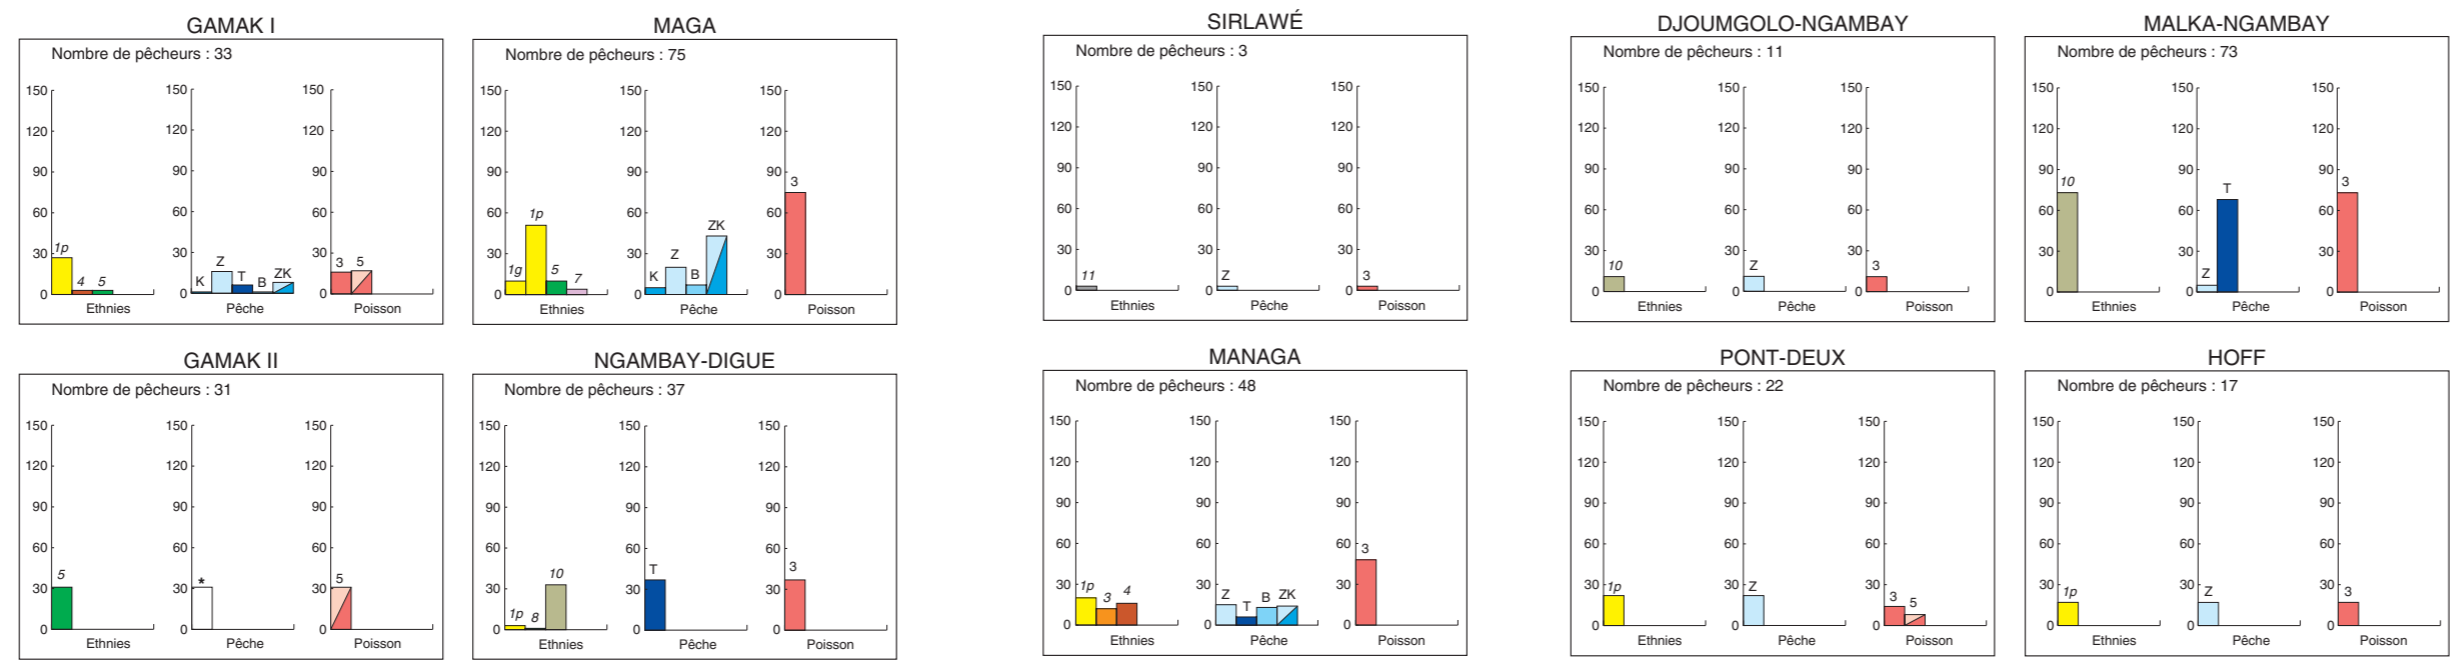 GAMAK I
Nombre de pêcheurs : 33
150 120 90 60 30 0
1p 4 5
Ethnies
150 120 90 60 30 0
K Z T B ZK
Pêche
150 120 90 60 30 0
3 5
Poisson
MAGA
Nombre de pêcheurs : 75
150 120 90 60 30 0
1g 1p 5 7
Ethnies
150 120 90 60 30 0
K Z B ZK
Pêche
150 120 90 60 30 0
3
Poisson
SIRLAWÉ
Nombre de pêcheurs : 3
150 120 90 60 30 0
11
Ethnies
150 120 90 60 30 0
Z
Pêche
150 120 90 60 30 0
3
Poisson
DJOUMGOLO-NGAMBAY
Nombre de pêcheurs : 11
150 120 90 60 30 0
10
Ethnies
150 120 90 60 30 0
Z
Pêche
150 120 90 60 30 0
3
Poisson
MALKA-NGAMBAY
Nombre de pêcheurs : 73
150 120 90 60 30 0
10
Ethnies
150 120 90 60 30 0
Z T
Pêche
150 120 90 60 30 0
3
Poisson
GAMAK II
Nombre de pêcheurs : 31
150 120 90 60 30 0
5
Ethnies
150 120 90 60 30 0
*
Pêche
150 120 90 60 30 0
5
Poisson
NGAMBAY-DIGUE
Nombre de pêcheurs : 37
150 120 90 60 30 0
1p 8 10
Ethnies
150 120 90 60 30 0
T
Pêche
150 120 90 60 30 0
3
Poisson
MANAGA
Nombre de pêcheurs : 48
150 120 90 60 30 0
1p 3 4
Ethnies
150 120 90 60 30 0
Z T B ZK
Pêche
150 120 90 60 30 0
3
Poisson
PONT-DEUX
Nombre de pêcheurs : 22
150 120 90 60 30 0
1p
Ethnies
150 120 90 60 30 0
Z
Pêche
150 120 90 60 30 0
3 5
Poisson
HOFF
Nombre de pêcheurs : 17
150 120 90 60 30 0
1p
Ethnies
150 120 90 60 30 0
Z
Pêche
150 120 90 60 30 0
3
Poisson